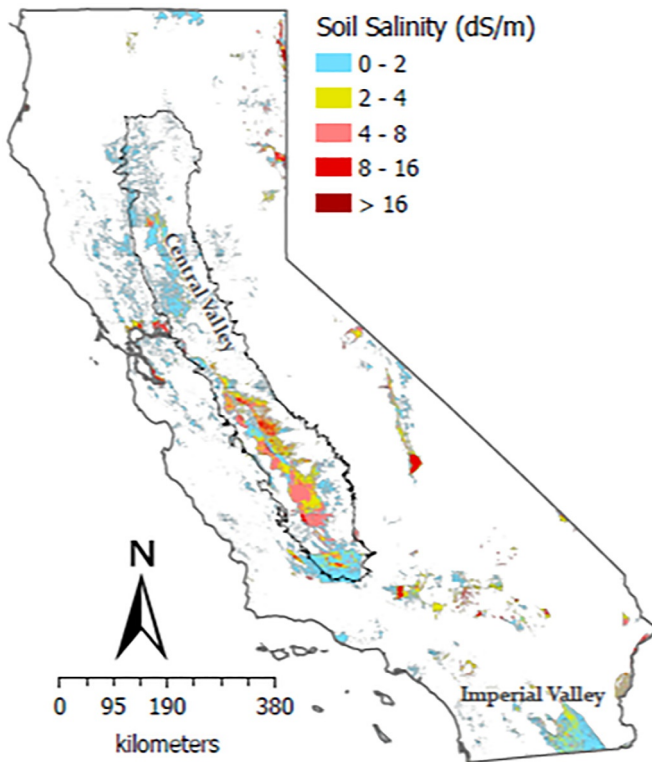 Soil Salinity (dS/m)
0 - 2
2 - 4
4 - 8
8 - 16
> 16
Central Valley
N
0 95 190 380
kilometers
Imperial Valley